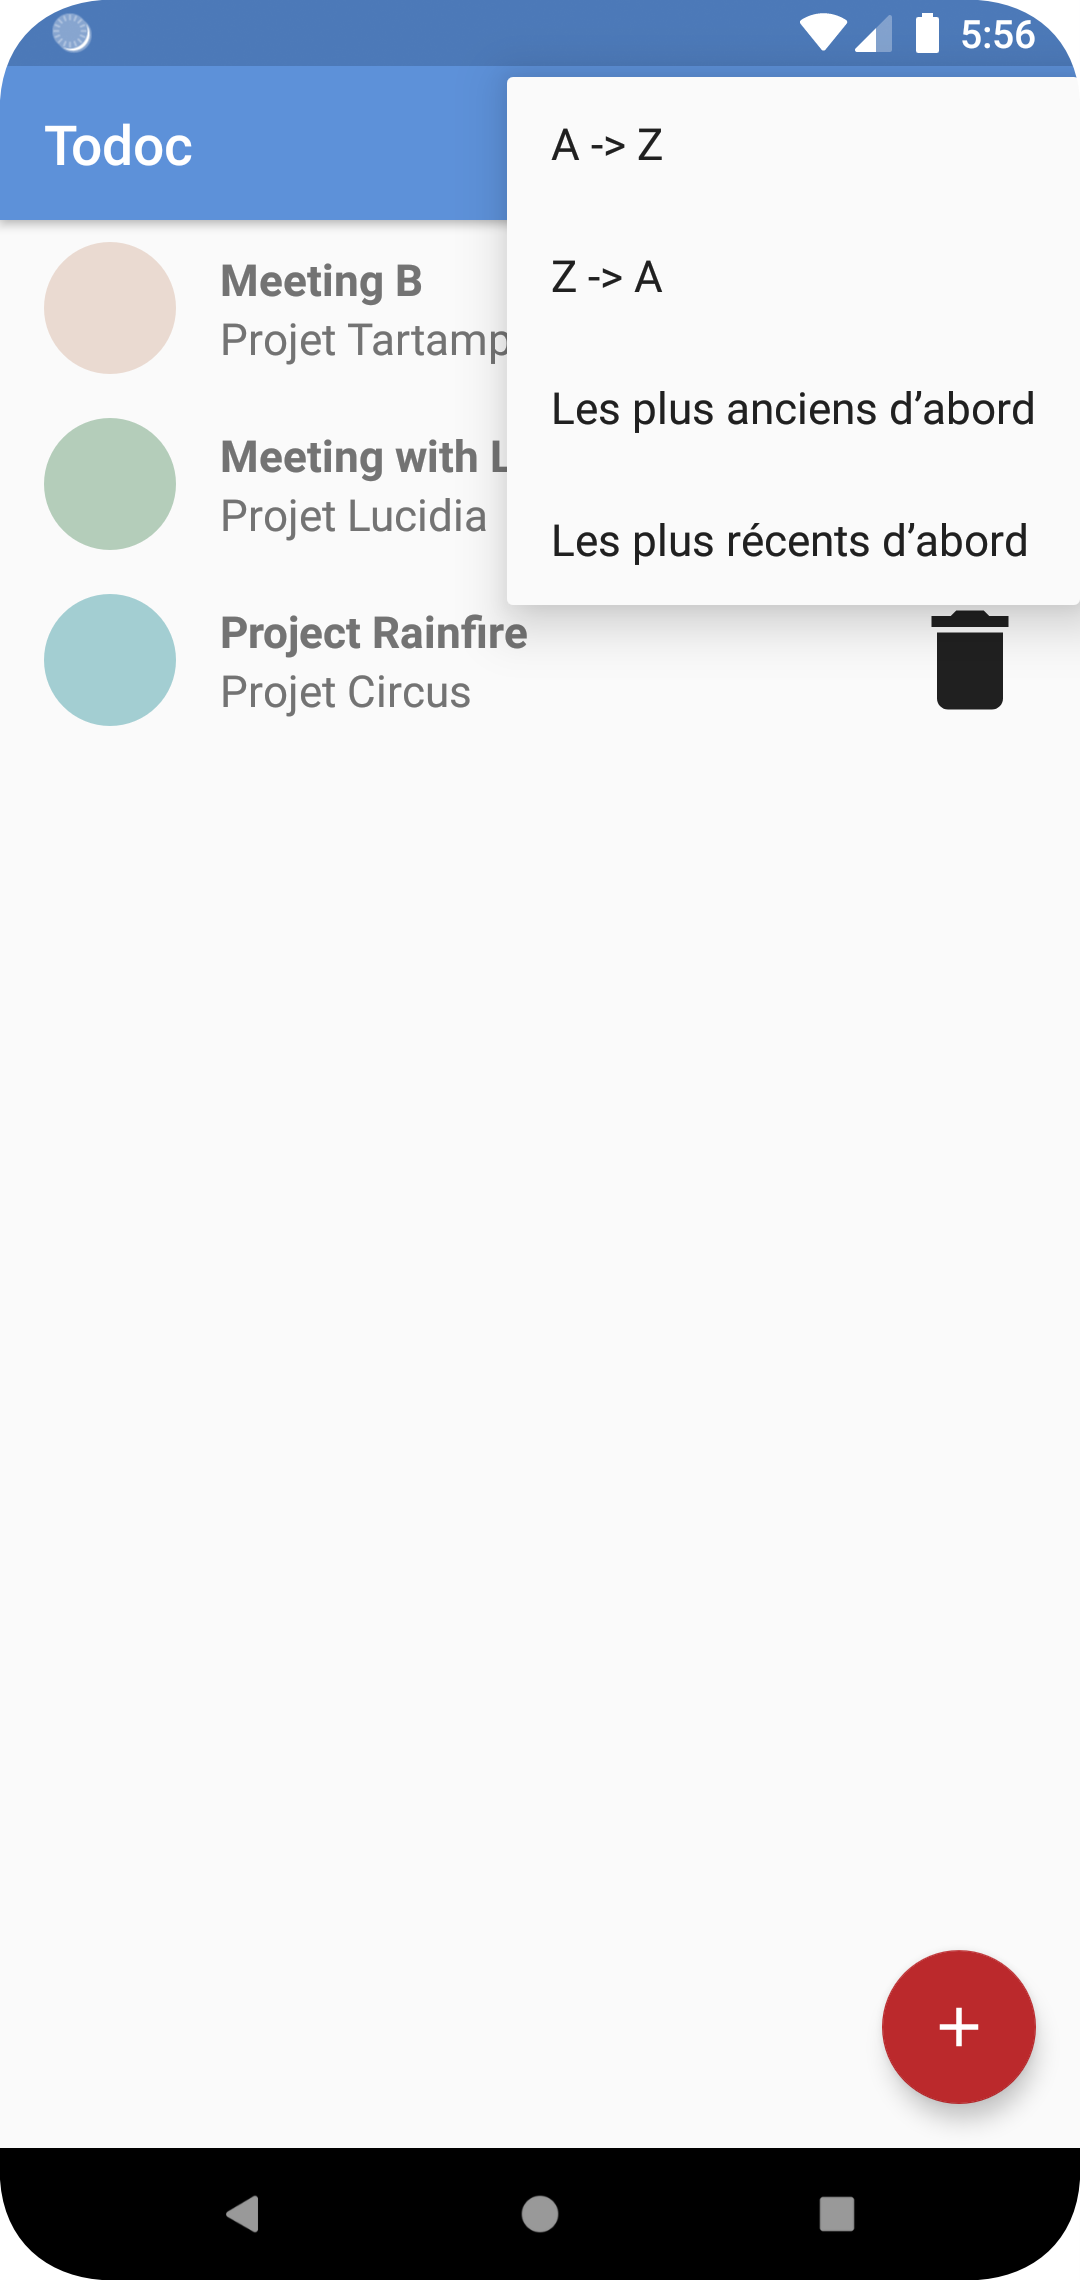 5:56
Todoc
A -> Z
Z -> A
Les plus anciens d’abord
Les plus récents d’abord
Meeting B
Projet Tartamp
Meeting with L
Projet Lucidia
Project Rainfire
Projet Circus